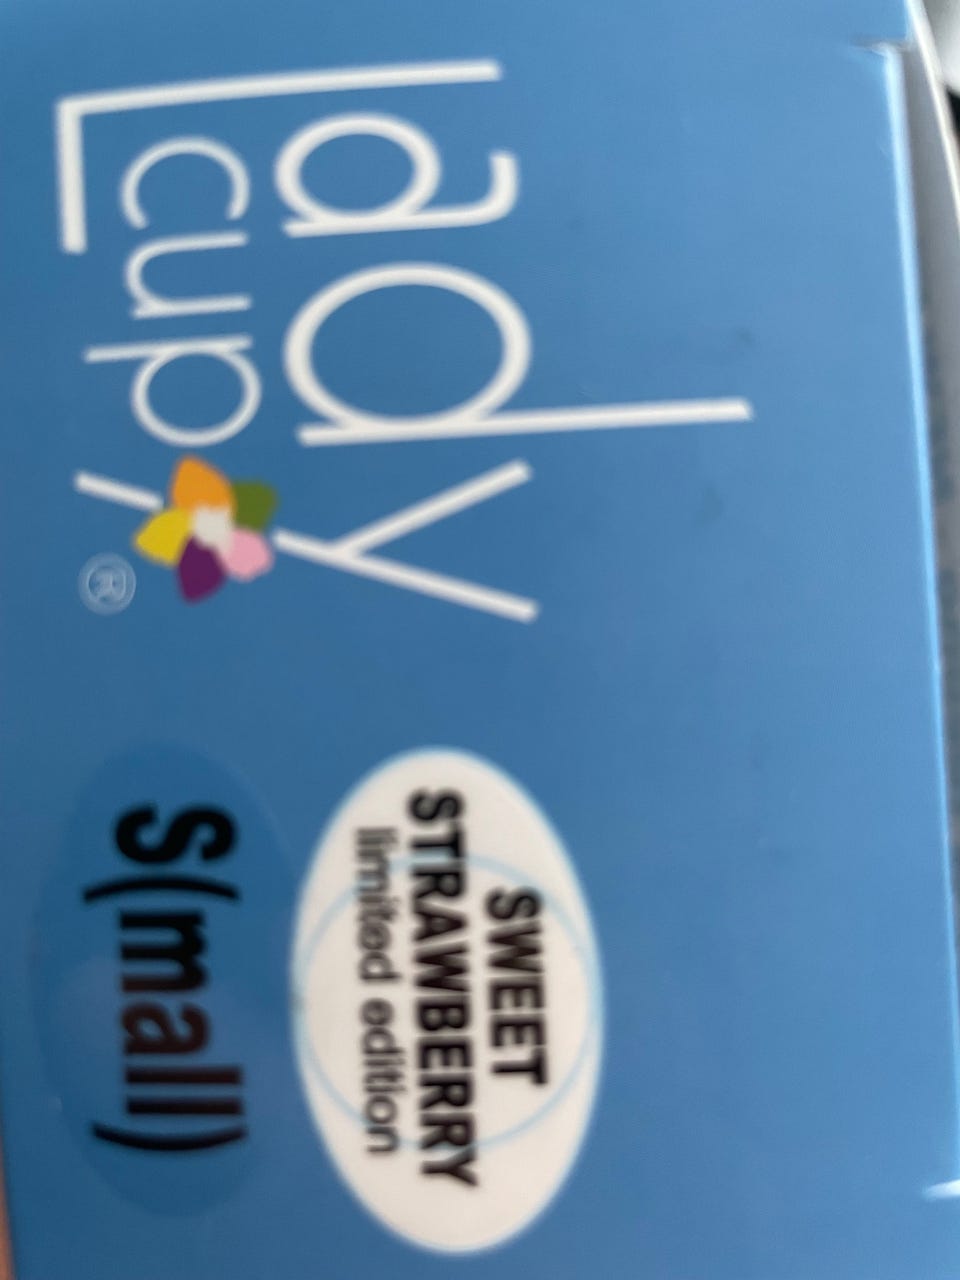 Lady
cup
®
SWEET
STRAWBERRY
limited edition
S(mall)